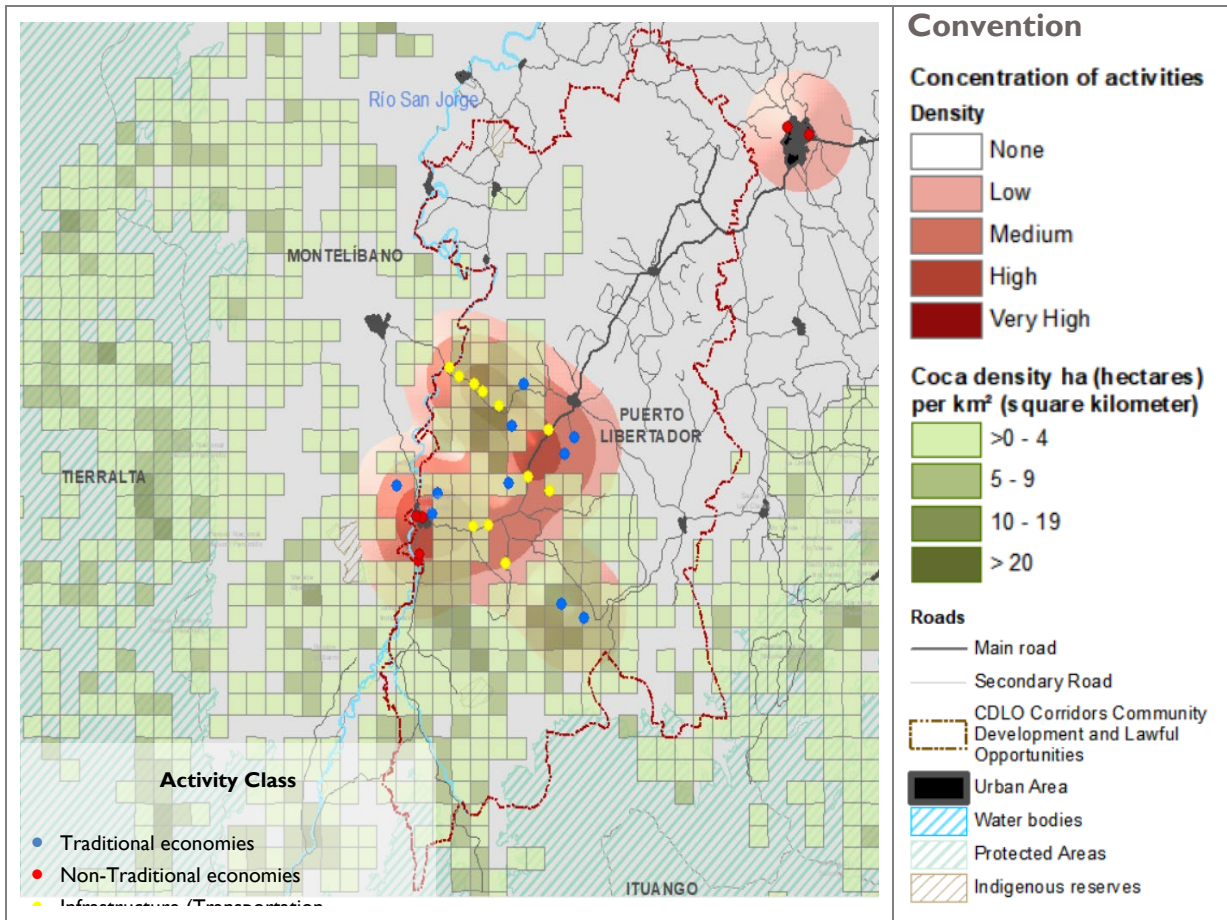 Río San Jorge
MONTELÍBANO
PUERTO
LIBERTADOR
TIERRALTA
ITUANGO
Activity Class
Traditional economies
Non-Traditional economies
Infrastructure (Transportation
Convention
Concentration of activities
Density
None
Low
Medium
High
Very High
Coca density ha (hectares)
per km² (square kilometer)
>0 - 4
5 - 9
10 - 19
> 20
Roads
Main road
Secondary Road
CDLO Corridors Community
Development and Lawful
Opportunities
Urban Area
Water bodies
Protected Areas
Indigenous reserves